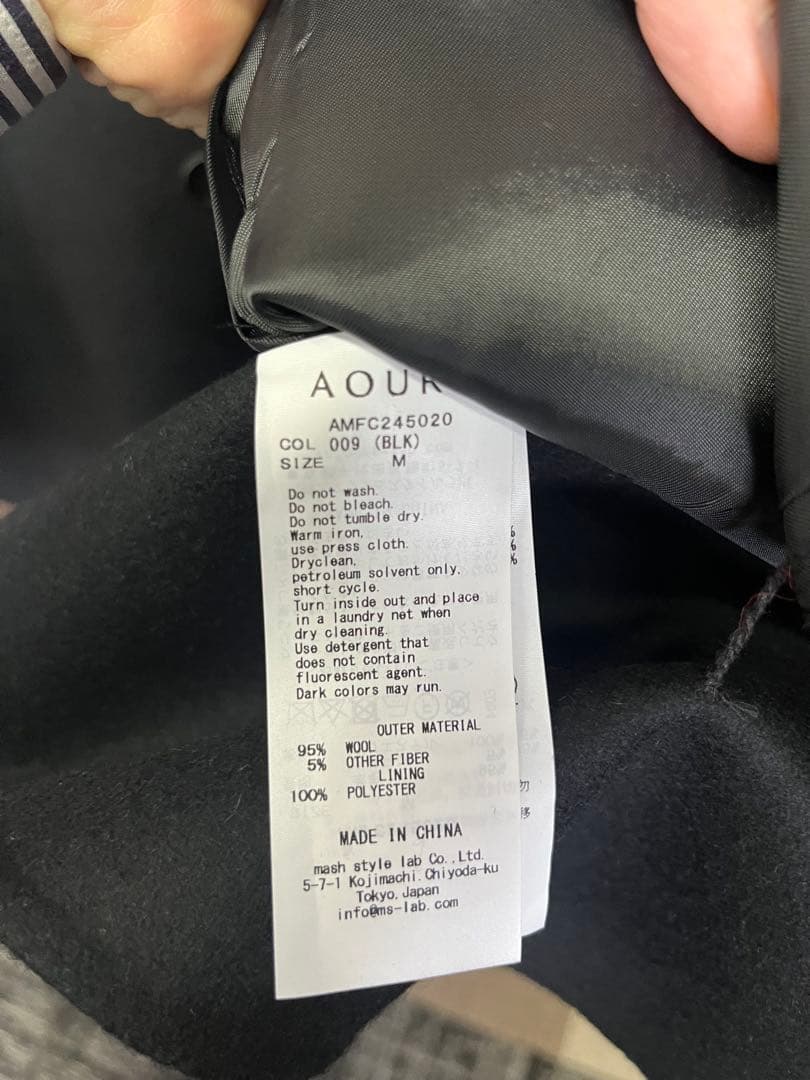 AOUR
AMFC245020
COL 009 (BLK)
SIZE M
Do not wash.
Do not bleach.
Do not tumble dry.
Warm iron,
use press cloth.
Dryclean,
petroleum solvent only,
short cycle.
Turn inside out and place
in a laundry net when
dry cleaning.
Use detergent that
does not contain
fluorescent agent.
Dark colors may run.
OUTER MATERIAL
95% WOOL
5% OTHER FIBER
LINING
100% POLYESTER
MADE IN CHINA
mash style lab Co.,Ltd.
5-7-1 Kojimachi.Chiyoda-ku
Tokyo.Japan
info@ms-lab.com
%
%
%
勿
移